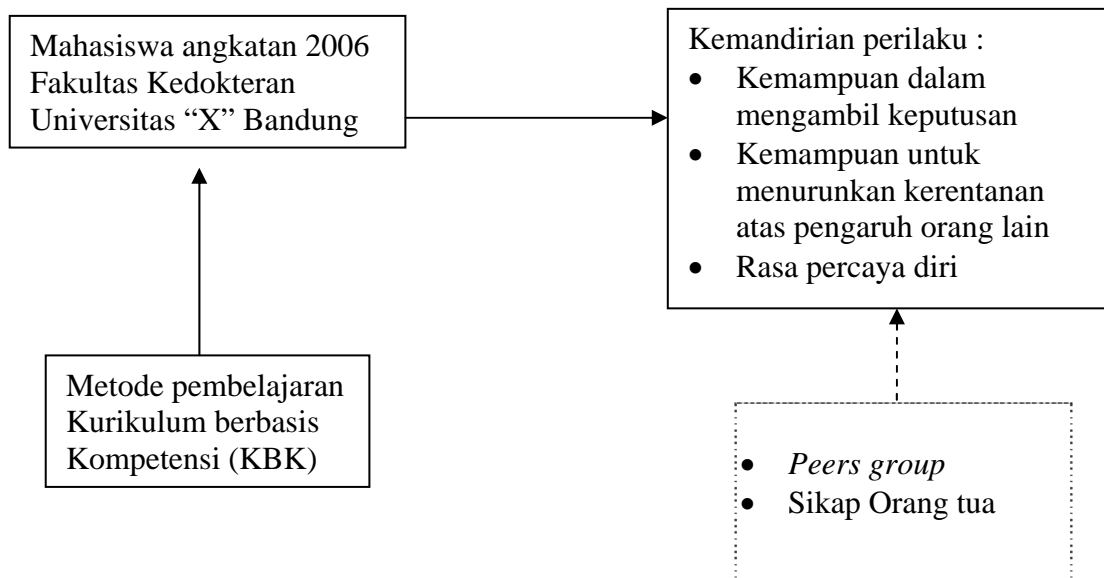 Mahasiswa angkatan 2006
Fakultas Kedokteran
Universitas “X” Bandung
Kemandirian perilaku :
• Kemampuan dalam
mengambil keputusan
• Kemampuan untuk
menurunkan kerentanan
atas pengaruh orang lain
• Rasa percaya diri
Metode pembelajaran
Kurikulum berbasis
Kompetensi (KBK)
• Peers group
• Sikap Orang tua